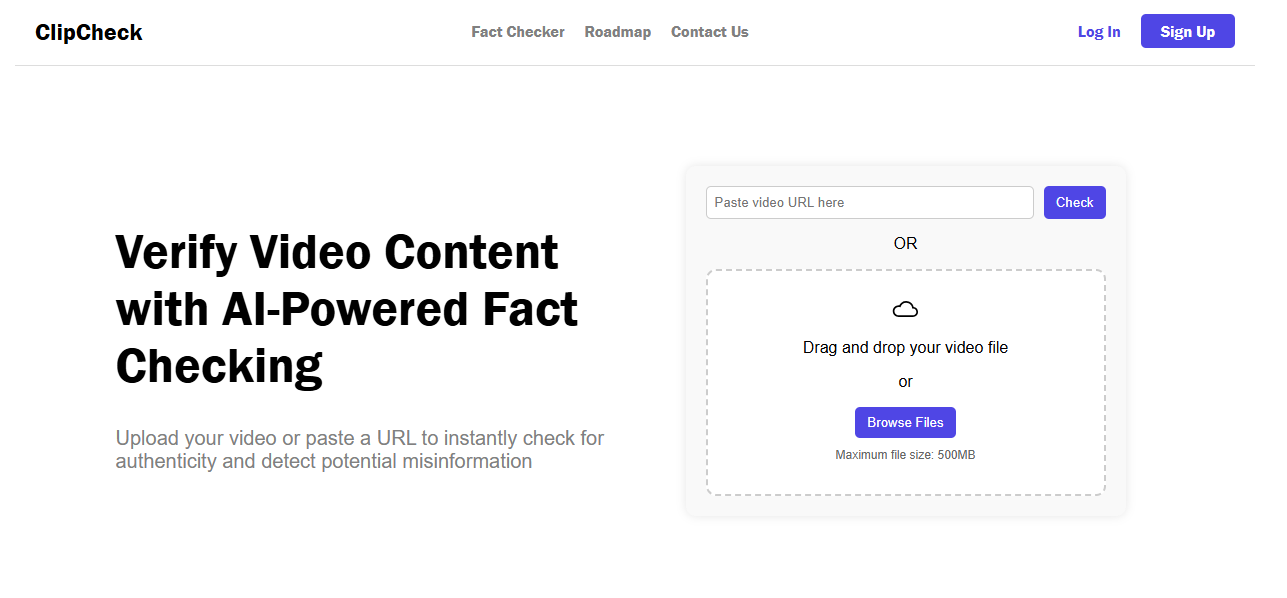 ClipCheck
Fact Checker Roadmap Contact Us
Log In
Sign Up
Verify Video Content
with AI-Powered Fact
Checking
Upload your video or paste a URL to instantly check for
authenticity and detect potential misinformation
Paste video URL here
Check
OR
Drag and drop your video file
or
Browse Files
Maximum file size: 500MB